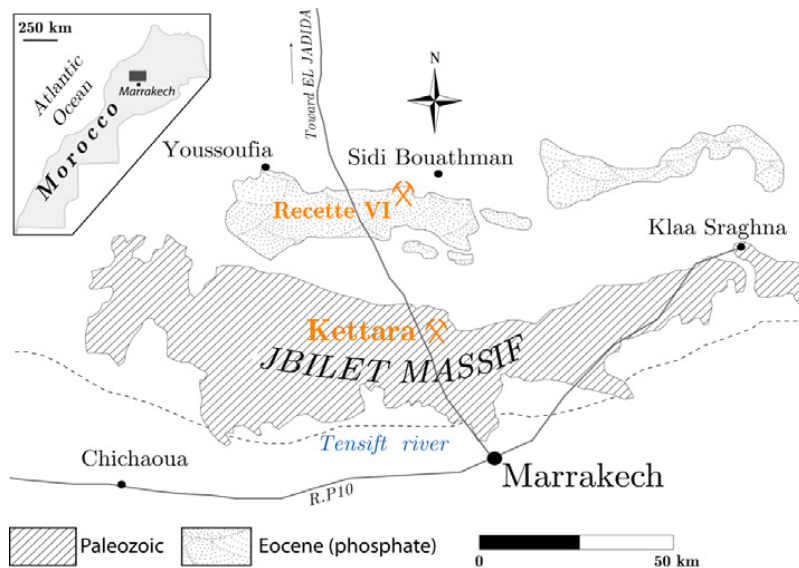 250 km
Atlantic
Ocean
Morocco
Marrakech
Toward EL JADIDA
N
Youssoufia
Sidi Bouathman
Recette VI
Klaa Sraghna
Kettara
JBILET MASSIF
Tensift river
Chichaoua
R.P10
Marrakech
Paleozoic
Eocene (phosphate)
0
50 km